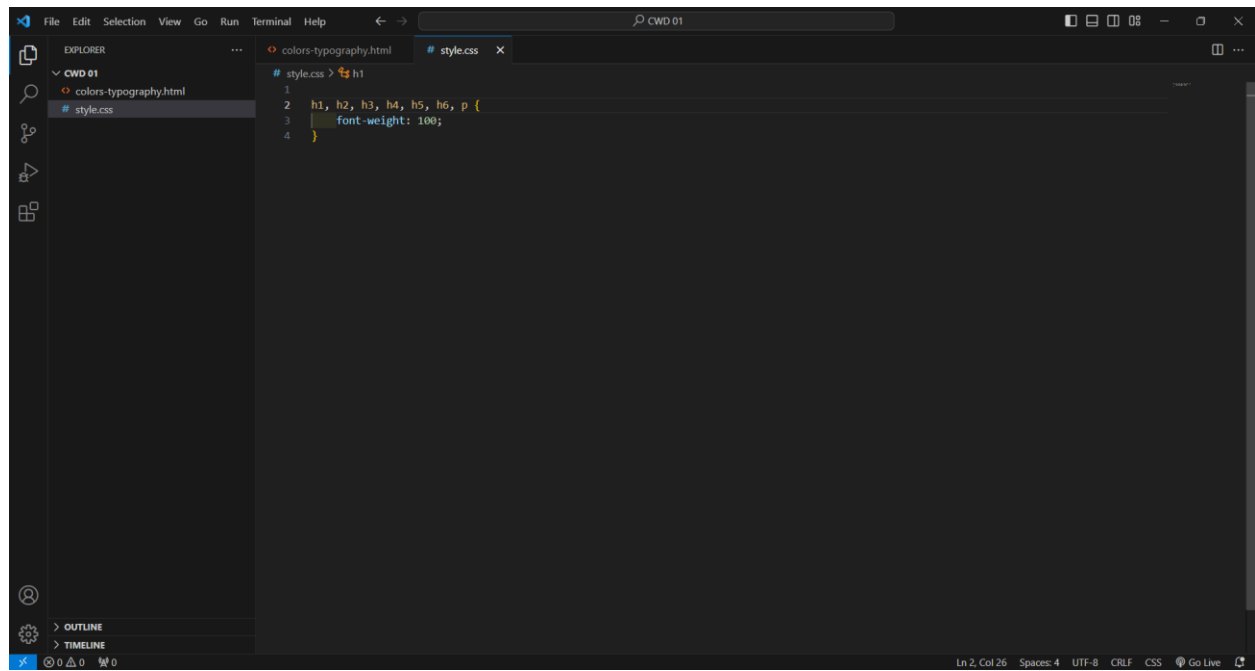 File Edit Selection View Go Run Terminal Help
CWD 01
EXPLORER
colors-typography.html
# style.css
CWD 01
colors-typography.html
# style.css
# style.css > h1
1
2 h1, h2, h3, h4, h5, h6, p {
3 font-weight: 100;
4 }
OUTLINE
TIMELINE
0 0 0
Ln 2, Col 26 Spaces: 4 UTF-8 CRLF CSS Go Live